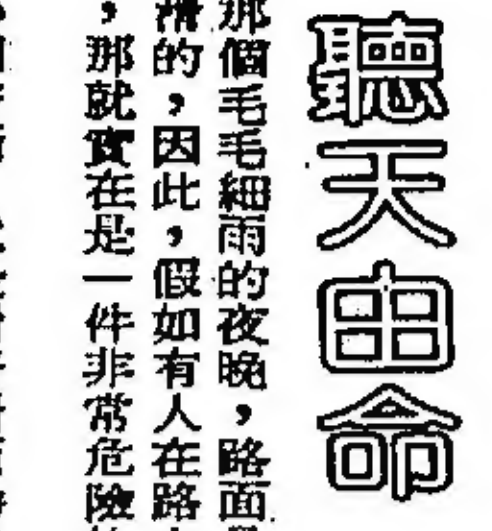 聽天由命
那個毛毛細雨的夜晚，路面
滑的，因此，假如有人在路
，那就實在是一件非常危險